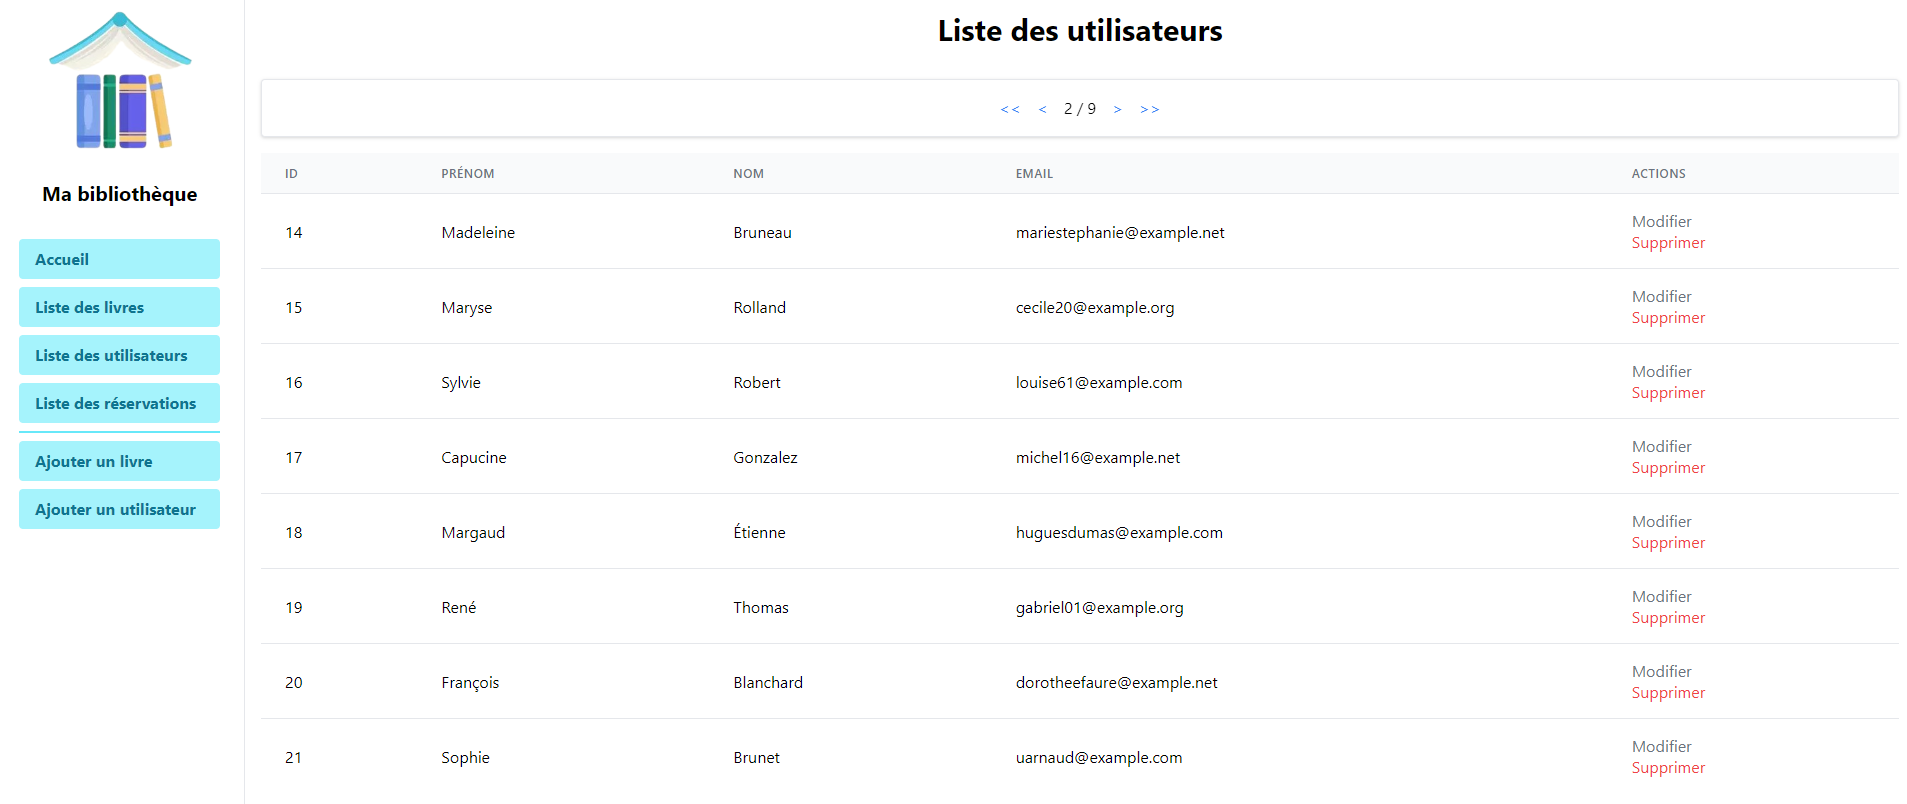 Ma bibliothèque
Accueil
Liste des livres
Liste des utilisateurs
Liste des réservations
Ajouter un livre
Ajouter un utilisateur
Liste des utilisateurs
<< < 2 / 9 > >>
ID PRÉNOM NOM EMAIL ACTIONS
14 Madeleine Bruneau mariestephanie@example.net Modifier
Supprimer
15 Maryse Rolland cecile20@example.org Modifier
Supprimer
16 Sylvie Robert louise61@example.com Modifier
Supprimer
17 Capucine Gonzalez michel16@example.net Modifier
Supprimer
18 Margaud Étienne huguesdumas@example.com Modifier
Supprimer
19 René Thomas gabriel01@example.org Modifier
Supprimer
20 François Blanchard dorotheefaure@example.net Modifier
Supprimer
21 Sophie Brunet uarnaud@example.com Modifier
Supprimer